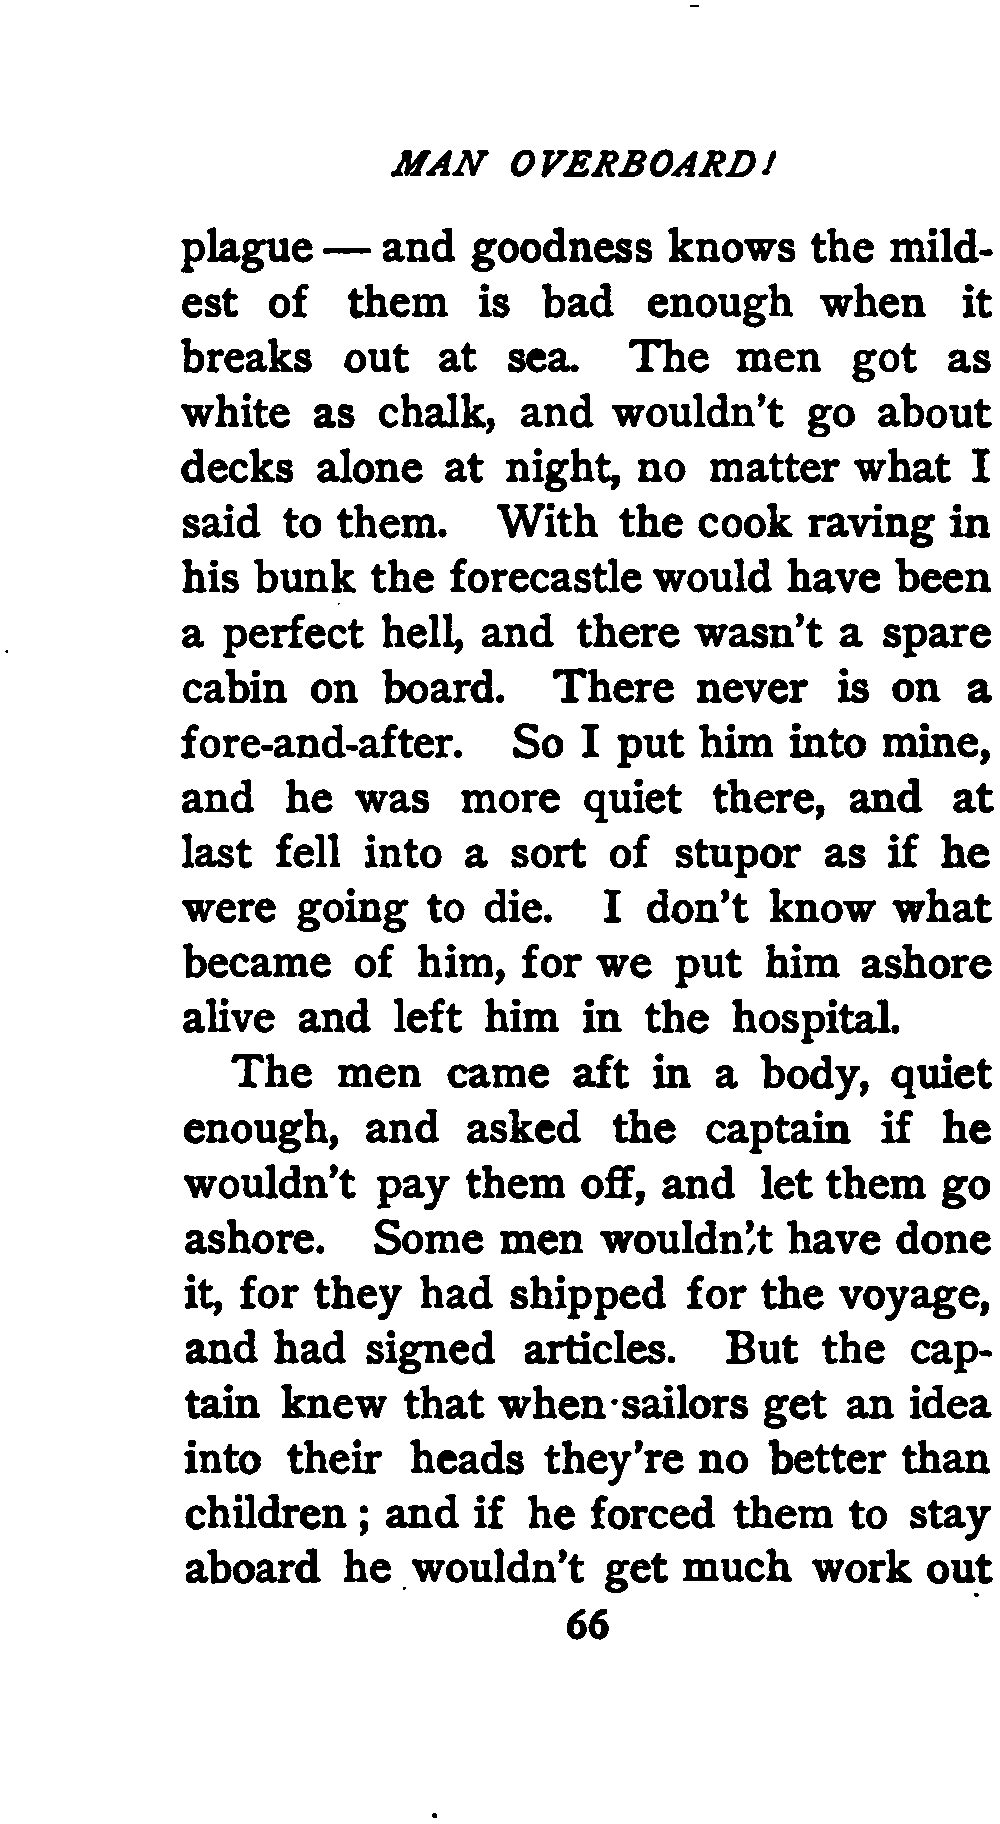 MAN OVERBOARD!
plague — and goodness knows the mild-
est of them is bad enough when it
breaks out at sea. The men got as
white as chalk, and wouldn't go about
decks alone at night, no matter what I
said to them. With the cook raving in
his bunk the forecastle would have been
a perfect hell, and there wasn't a spare
cabin on board. There never is on a
fore-and-after. So I put him into mine,
and he was more quiet there, and at
last fell into a sort of stupor as if he
were going to die. I don't know what
became of him, for we put him ashore
alive and left him in the hospital.
The men came aft in a body, quiet
enough, and asked the captain if he
wouldn't pay them off, and let them go
ashore. Some men wouldn't have done
it, for they had shipped for the voyage,
and had signed articles. But the cap-
tain knew that when sailors get an idea
into their heads they're no better than
children ; and if he forced them to stay
aboard he wouldn't get much work out
66